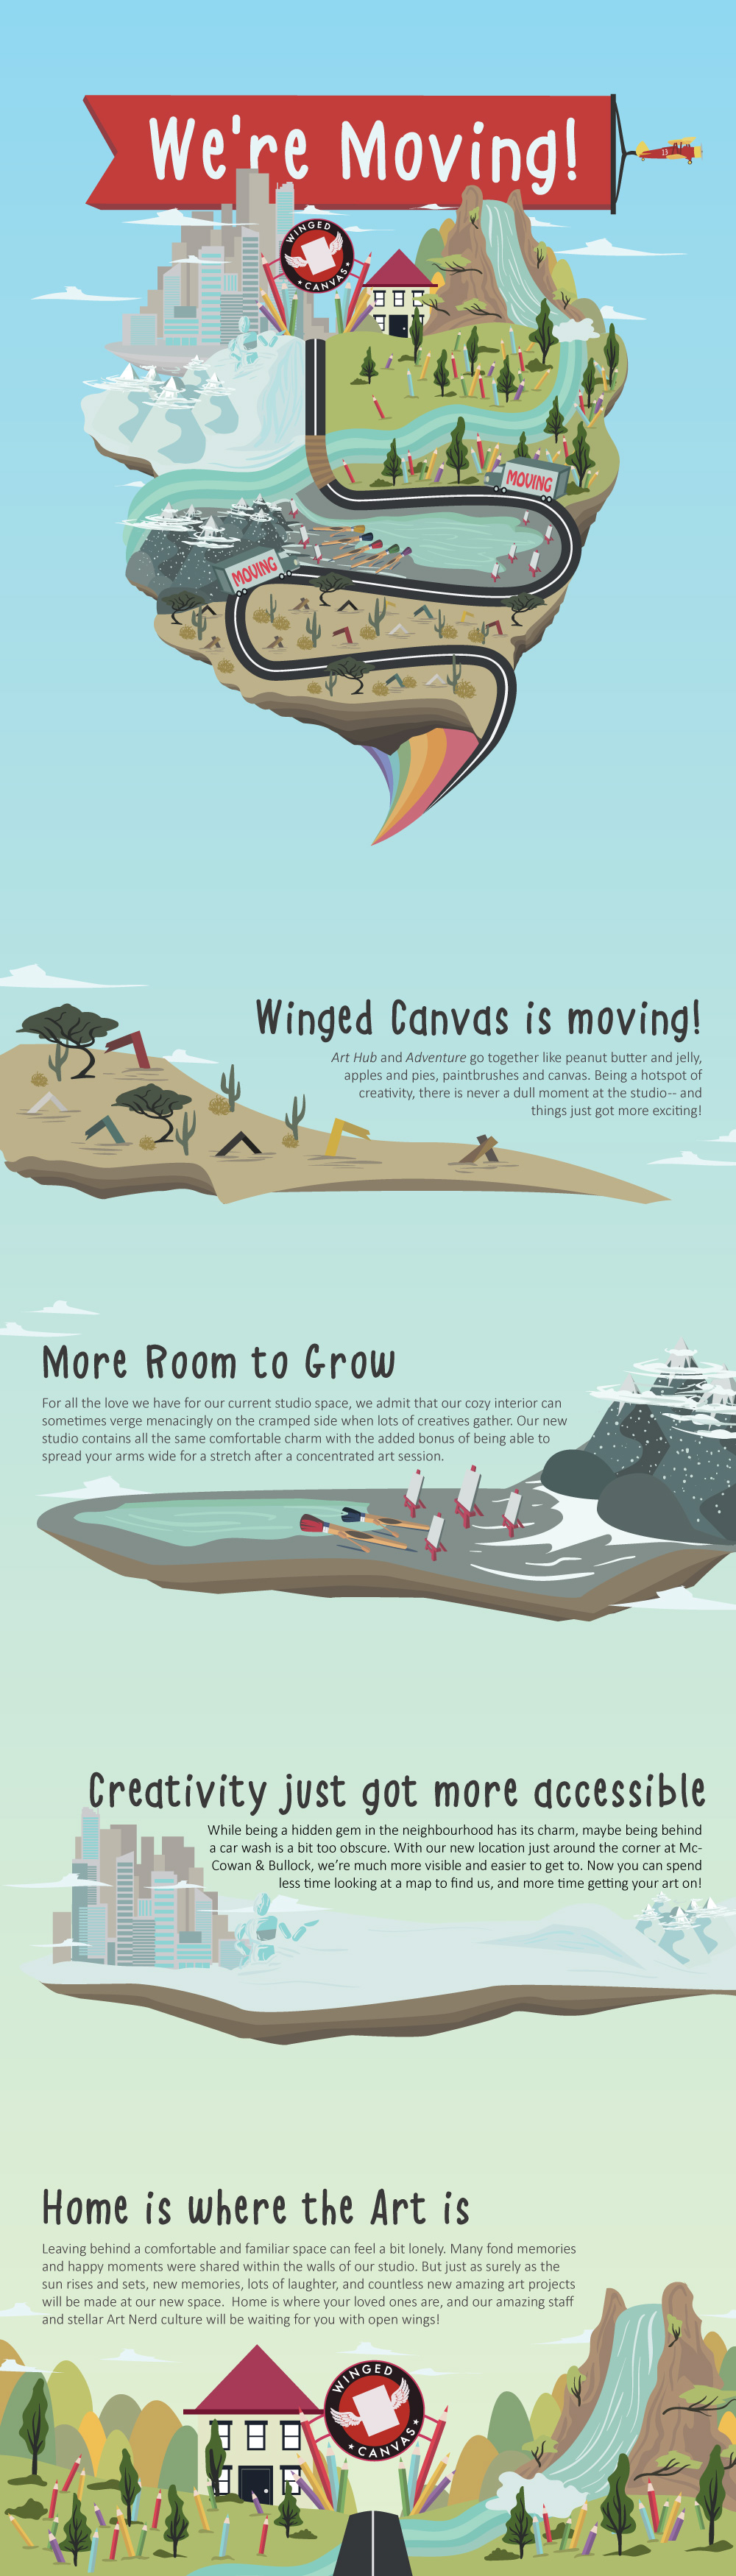 We're Moving!
WINGED
CANVAS
MOVING
MOVING
Winged Canvas is moving!
Art Hub and Adventure go together like peanut butter and jelly,
apples and pies, paintbrushes and canvas. Being a hotspot of
creativity, there is never a dull moment at the studio-- and
things just got more exciting!
More Room to Grow
For all the love we have for our current studio space, we admit that our cozy interior can
sometimes verge menacingly on the cramped side when lots of creatives gather. Our new
studio contains all the same comfortable charm with the added bonus of being able to
spread your arms wide for a stretch after a concentrated art session.
Creativity just got more accessible
While being a hidden gem in the neighbourhood has its charm, maybe being behind
a car wash is a bit too obscure. With our new location just around the corner at Mc-
Cowan & Bullock, we're much more visible and easier to get to. Now you can spend
less time looking at a map to find us, and more time getting your art on!
Home is where the Art is
Leaving behind a comfortable and familiar space can feel a bit lonely. Many fond memories
and happy moments were shared within the walls of our studio. But just as surely as the
sun rises and sets, new memories, lots of laughter, and countless new amazing art projects
will be made at our new space. Home is where your loved ones are, and our amazing staff
and stellar Art Nerd culture will be waiting for you with open wings!
WINGED
CANVAS